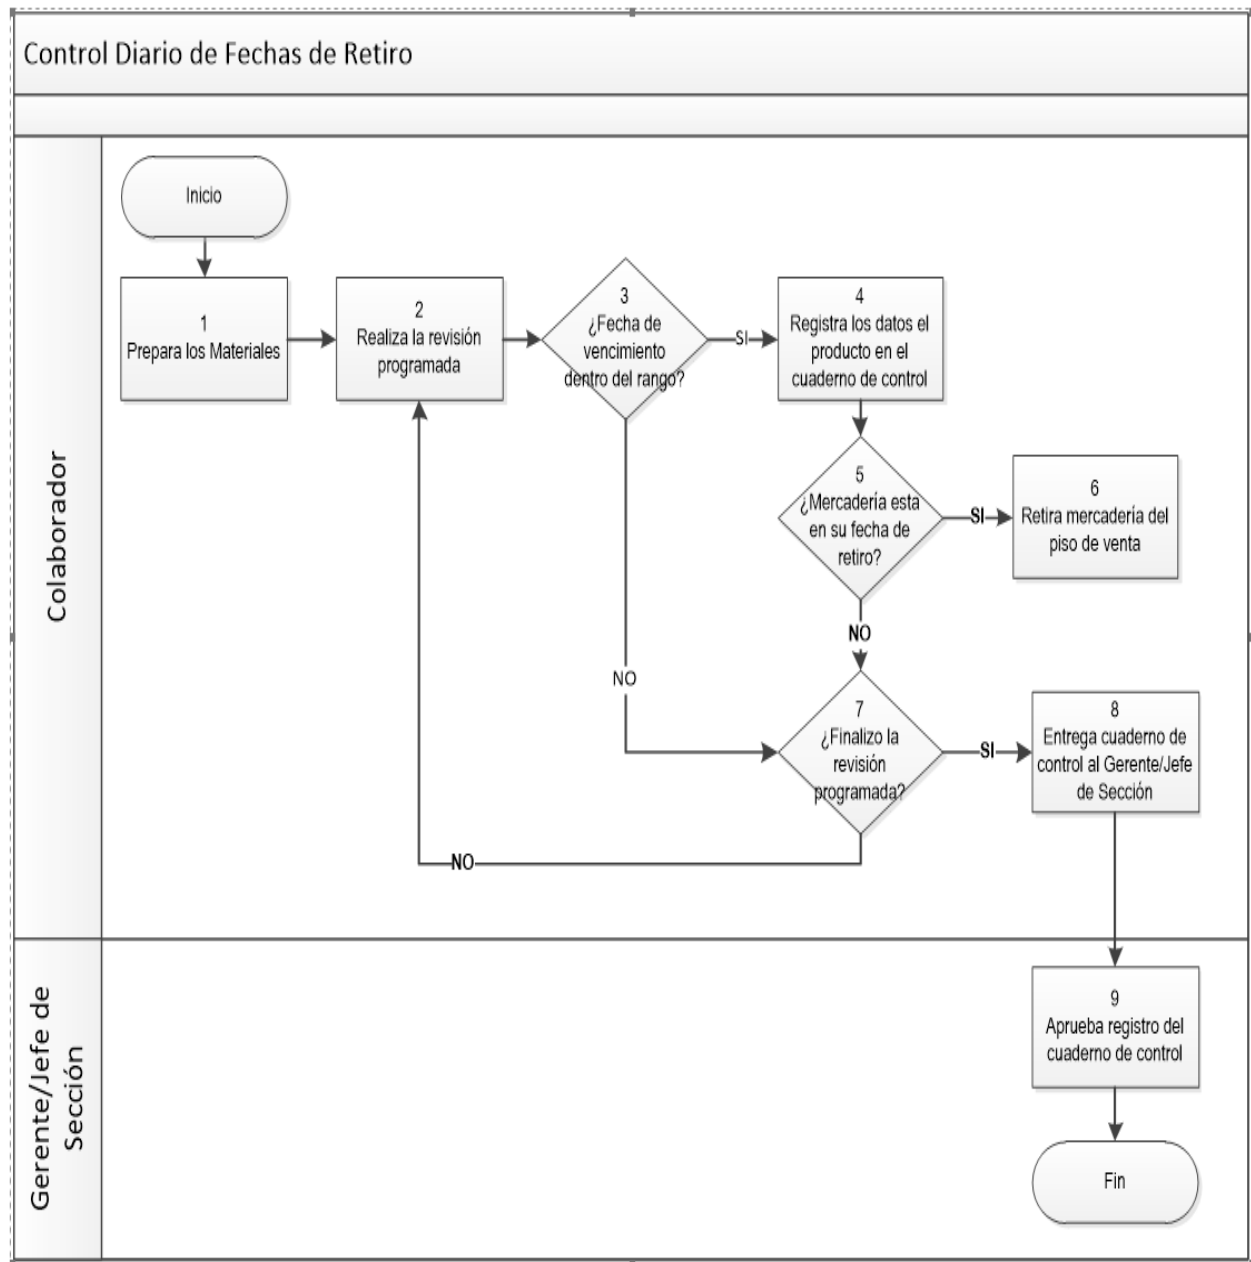 Control Diario de Fechas de Retiro
Colaborador
Inicio
1
Prepara los Materiales
2
Realiza la revisión
programada
3
¿Fecha de
vencimiento
dentro del rango?
SI
4
Registra los datos el
producto en el
cuaderno de control
5
¿Mercadería esta
en su fecha de
retiro?
SI
6
Retira mercadería del
piso de venta
NO
NO
7
¿Finalizo la
revisión
programada?
SI
8
Entrega cuaderno de
control al Gerente/Jefe
de Sección
NO
Gerente/Jefe de
Sección
9
Aprueba registro del
cuaderno de control
Fin